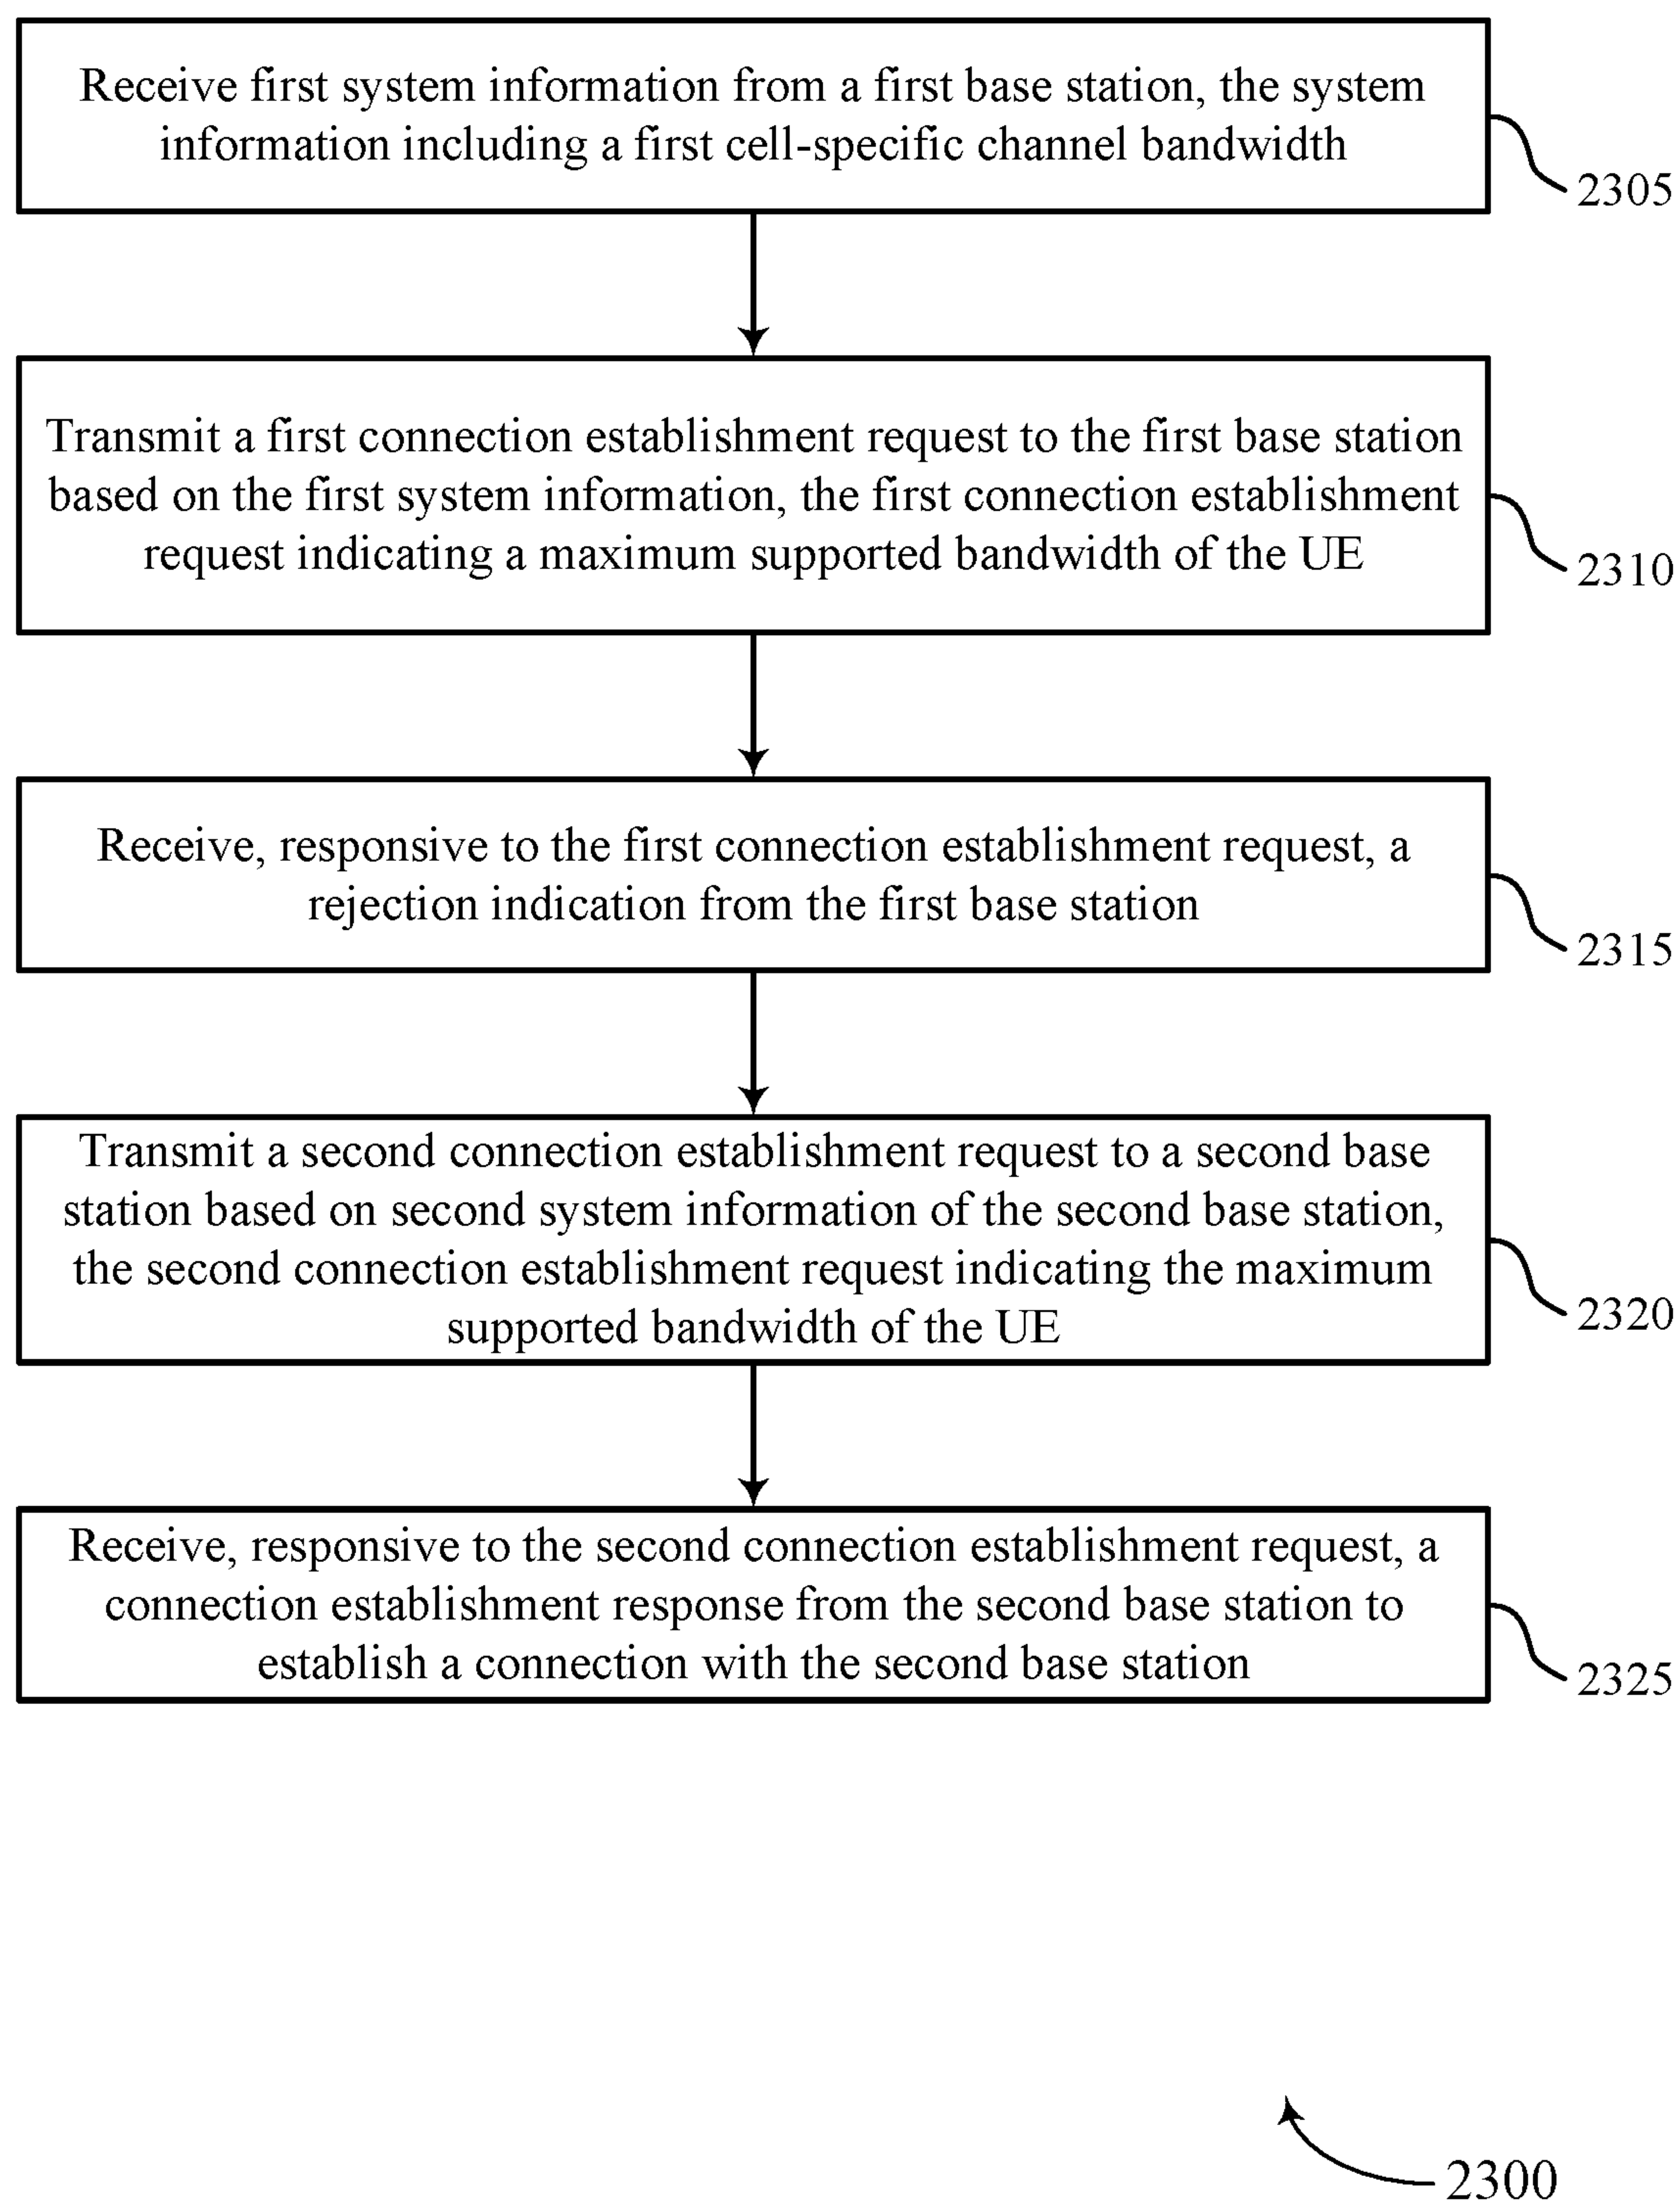 Receive first system information from a first base station, the system
information including a first cell-specific channel bandwidth
2305
Transmit a first connection establishment request to the first base station
based on the first system information, the first connection establishment
request indicating a maximum supported bandwidth of the UE
2310
Receive, responsive to the first connection establishment request, a
rejection indication from the first base station
2315
Transmit a second connection establishment request to a second base
station based on second system information of the second base station,
the second connection establishment request indicating the maximum
supported bandwidth of the UE
2320
Receive, responsive to the second connection establishment request, a
connection establishment response from the second base station to
establish a connection with the second base station
2325
2300